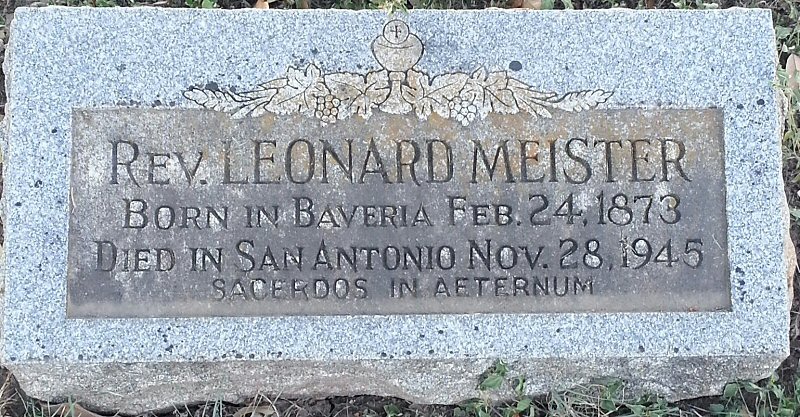 REV. LEONARD MEISTER
BORN IN BAVERIA FEB. 24, 1873
DIED IN SAN ANTONIO NOV. 28, 1945
SACERDOS IN AETERNUM